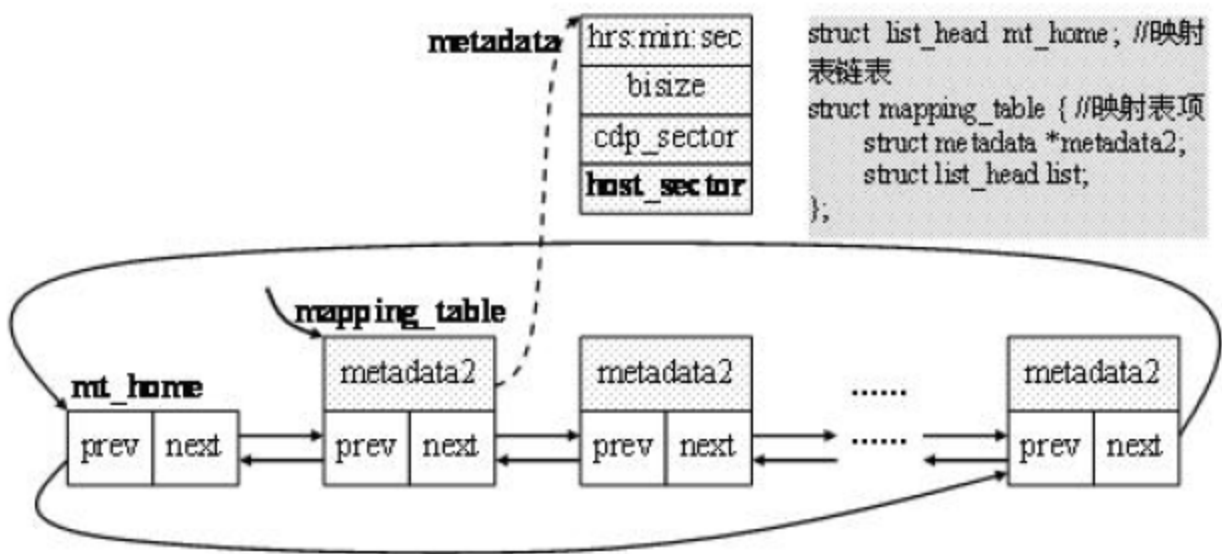 metadata
hrs:min:sec
bisize
cdp_sector
host_sector
struct list_head mt_home; //映射
表链表
struct mapping_table { //映射表项
struct metadata *metadata2;
struct list_head list;
};
mapping_table
metadata2
metadata2
......
metadata2
mt_home
prev next
prev next
prev next
......
prev next